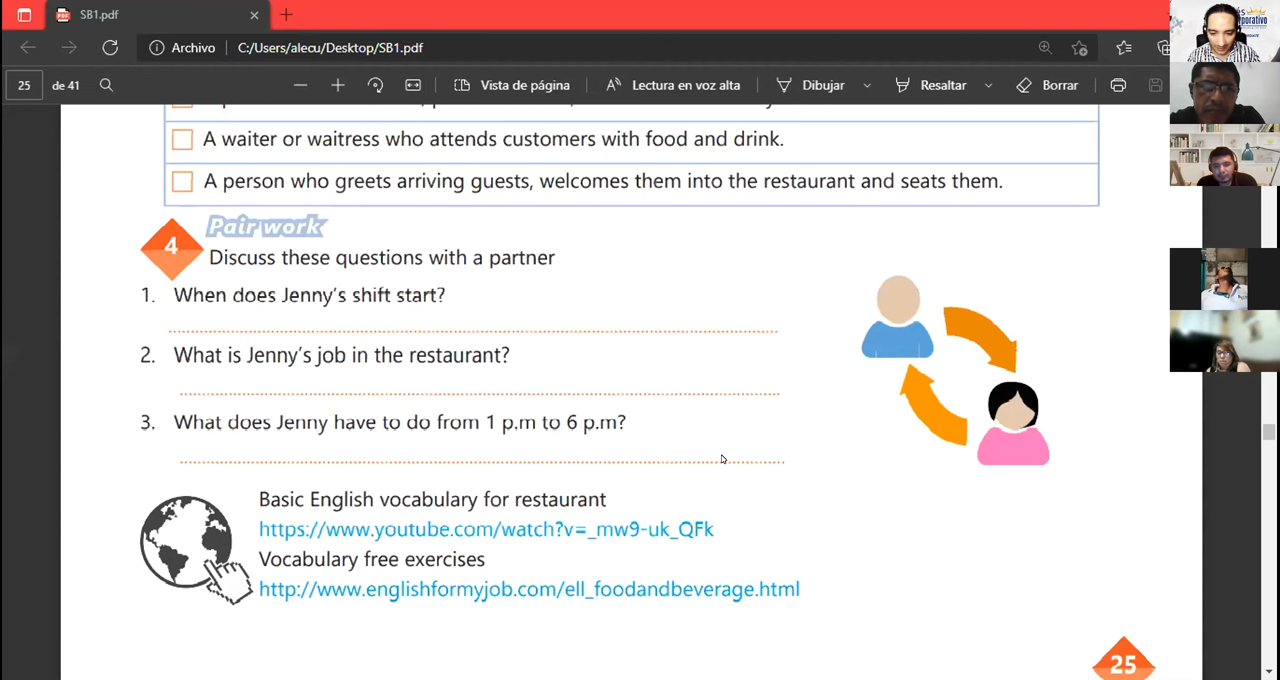 SB1.pdf
Archivo
C:/Users/alecu/Desktop/SB1.pdf
25
de 41
Vista de página
Lectura en voz alta
Dibujar
Resaltar
Borrar
A waiter or waitress who attends customers with food and drink.
A person who greets arriving guests, welcomes them into the restaurant and seats them.
4
Pair work
Discuss these questions with a partner
1. When does Jenny's shift start?
2. What is Jenny's job in the restaurant?
3. What does Jenny have to do from 1 p.m to 6 p.m?
Basic English vocabulary for restaurant
https://www.youtube.com/watch?v=_mw9-uk_QFk
Vocabulary free exercises
http://www.englishformyjob.com/ell_foodandbeverage.html
25